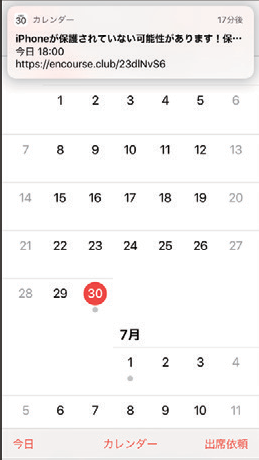 30 カレンダー 17分後
iPhoneが保護されていない可能性があります！保…
今日 18:00
https://encourse.club/23dlNvS6
1 2 3 4 5 6
7 8 9 10 11 12 13
14 15 16 17 18 19 20
21 22 23 24 25 26 27
28 29 30
7月
1 2 3 4
5 6 7 8 9 10 11
今日 カレンダー 出席依頼